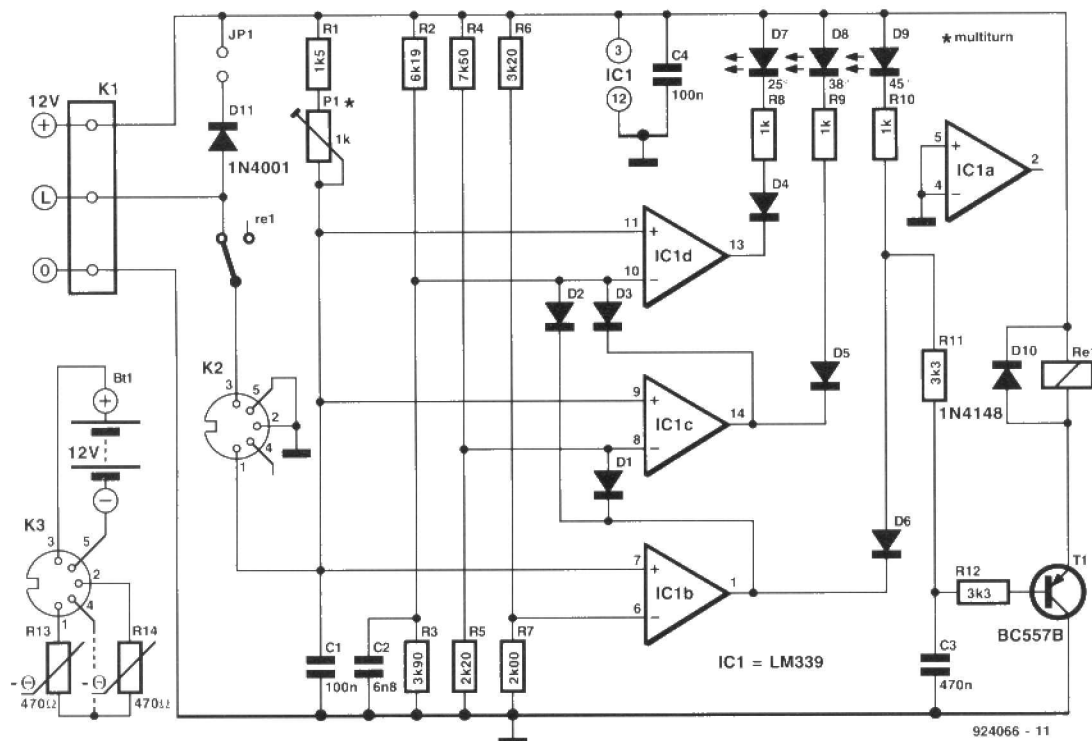 JP1
R1
R2
R4
R6
D7
D8
D9
* multiturn
12V
K1
+
L
0
D11
1N4001
re1
1k5
P1 *
1k
6k19
7k50
3k20
3
IC1
12
C4
100n
25°
38°
45°
R8
R9
R10
1k
1k
1k
5
+
4
−
IC1a
2
D4
11
+
10
−
IC1d
13
D2
D3
R11
3k3
D10
Re1
1N4148
D5
K2
3
5
2
4
1
9
+
8
−
IC1c
14
D1
Bt1
+
12V
−
K3
3
5
2
4
1
7
+
6
−
IC1b
1
D6
R12
3k3
T1
BC557B
R13
R14
-Θ
-Θ
470Ω
470Ω
C1
100n
C2
6n8
R3
3k90
R5
2k20
R7
2k00
IC1 = LM339
C3
470n
924066 - 11